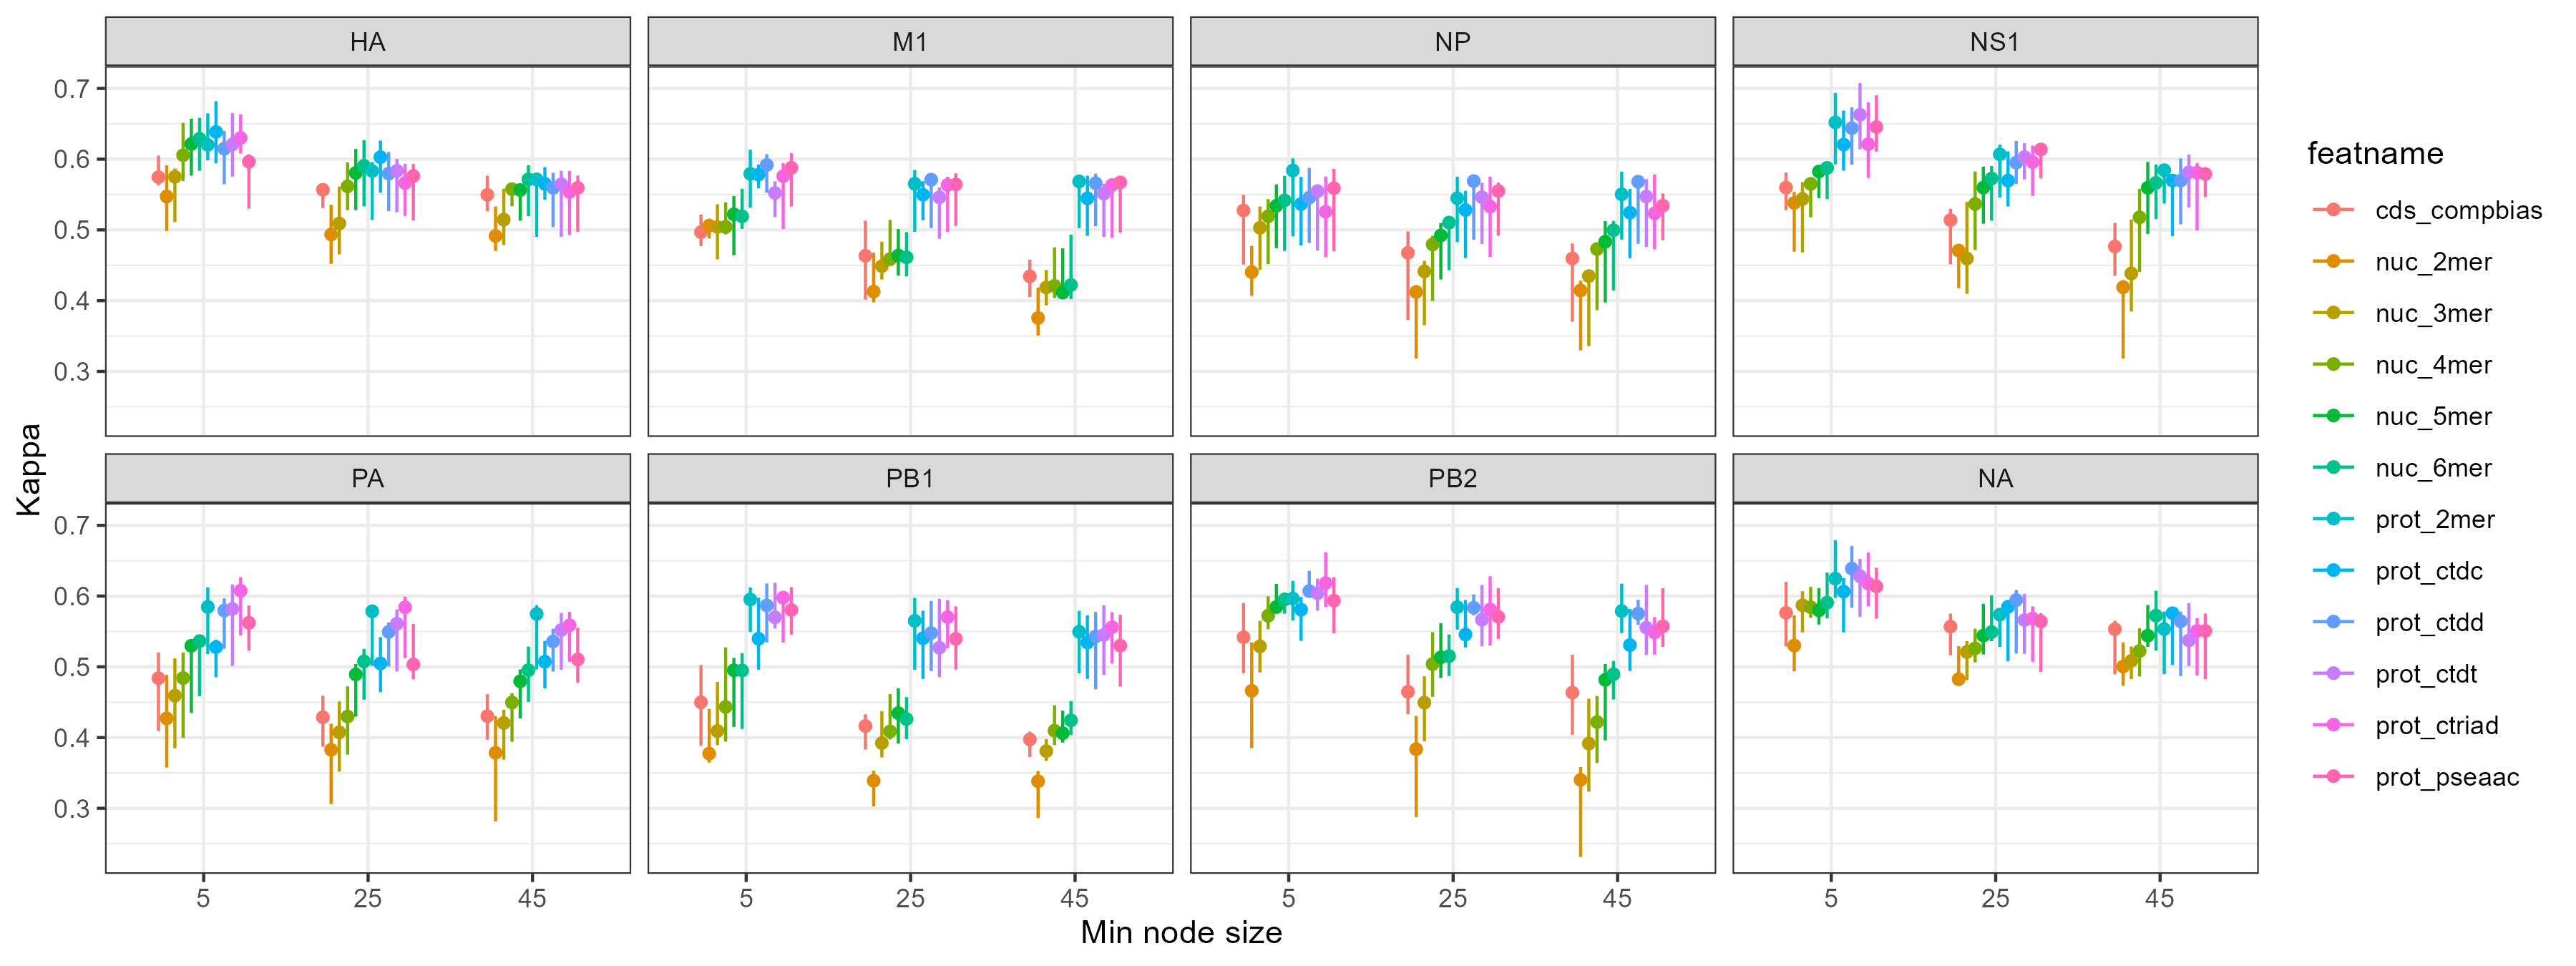 HA
M1
NP
NS1
0.7
0.6
0.5
0.4
0.3
PA
PB1
PB2
NA
0.7
0.6
0.5
0.4
0.3
5 25 45
5 25 45
5 25 45
5 25 45
Kappa
Min node size
featname
cds_compbias
nuc_2mer
nuc_3mer
nuc_4mer
nuc_5mer
nuc_6mer
prot_2mer
prot_ctdc
prot_ctdd
prot_ctdt
prot_ctriad
prot_pseaac